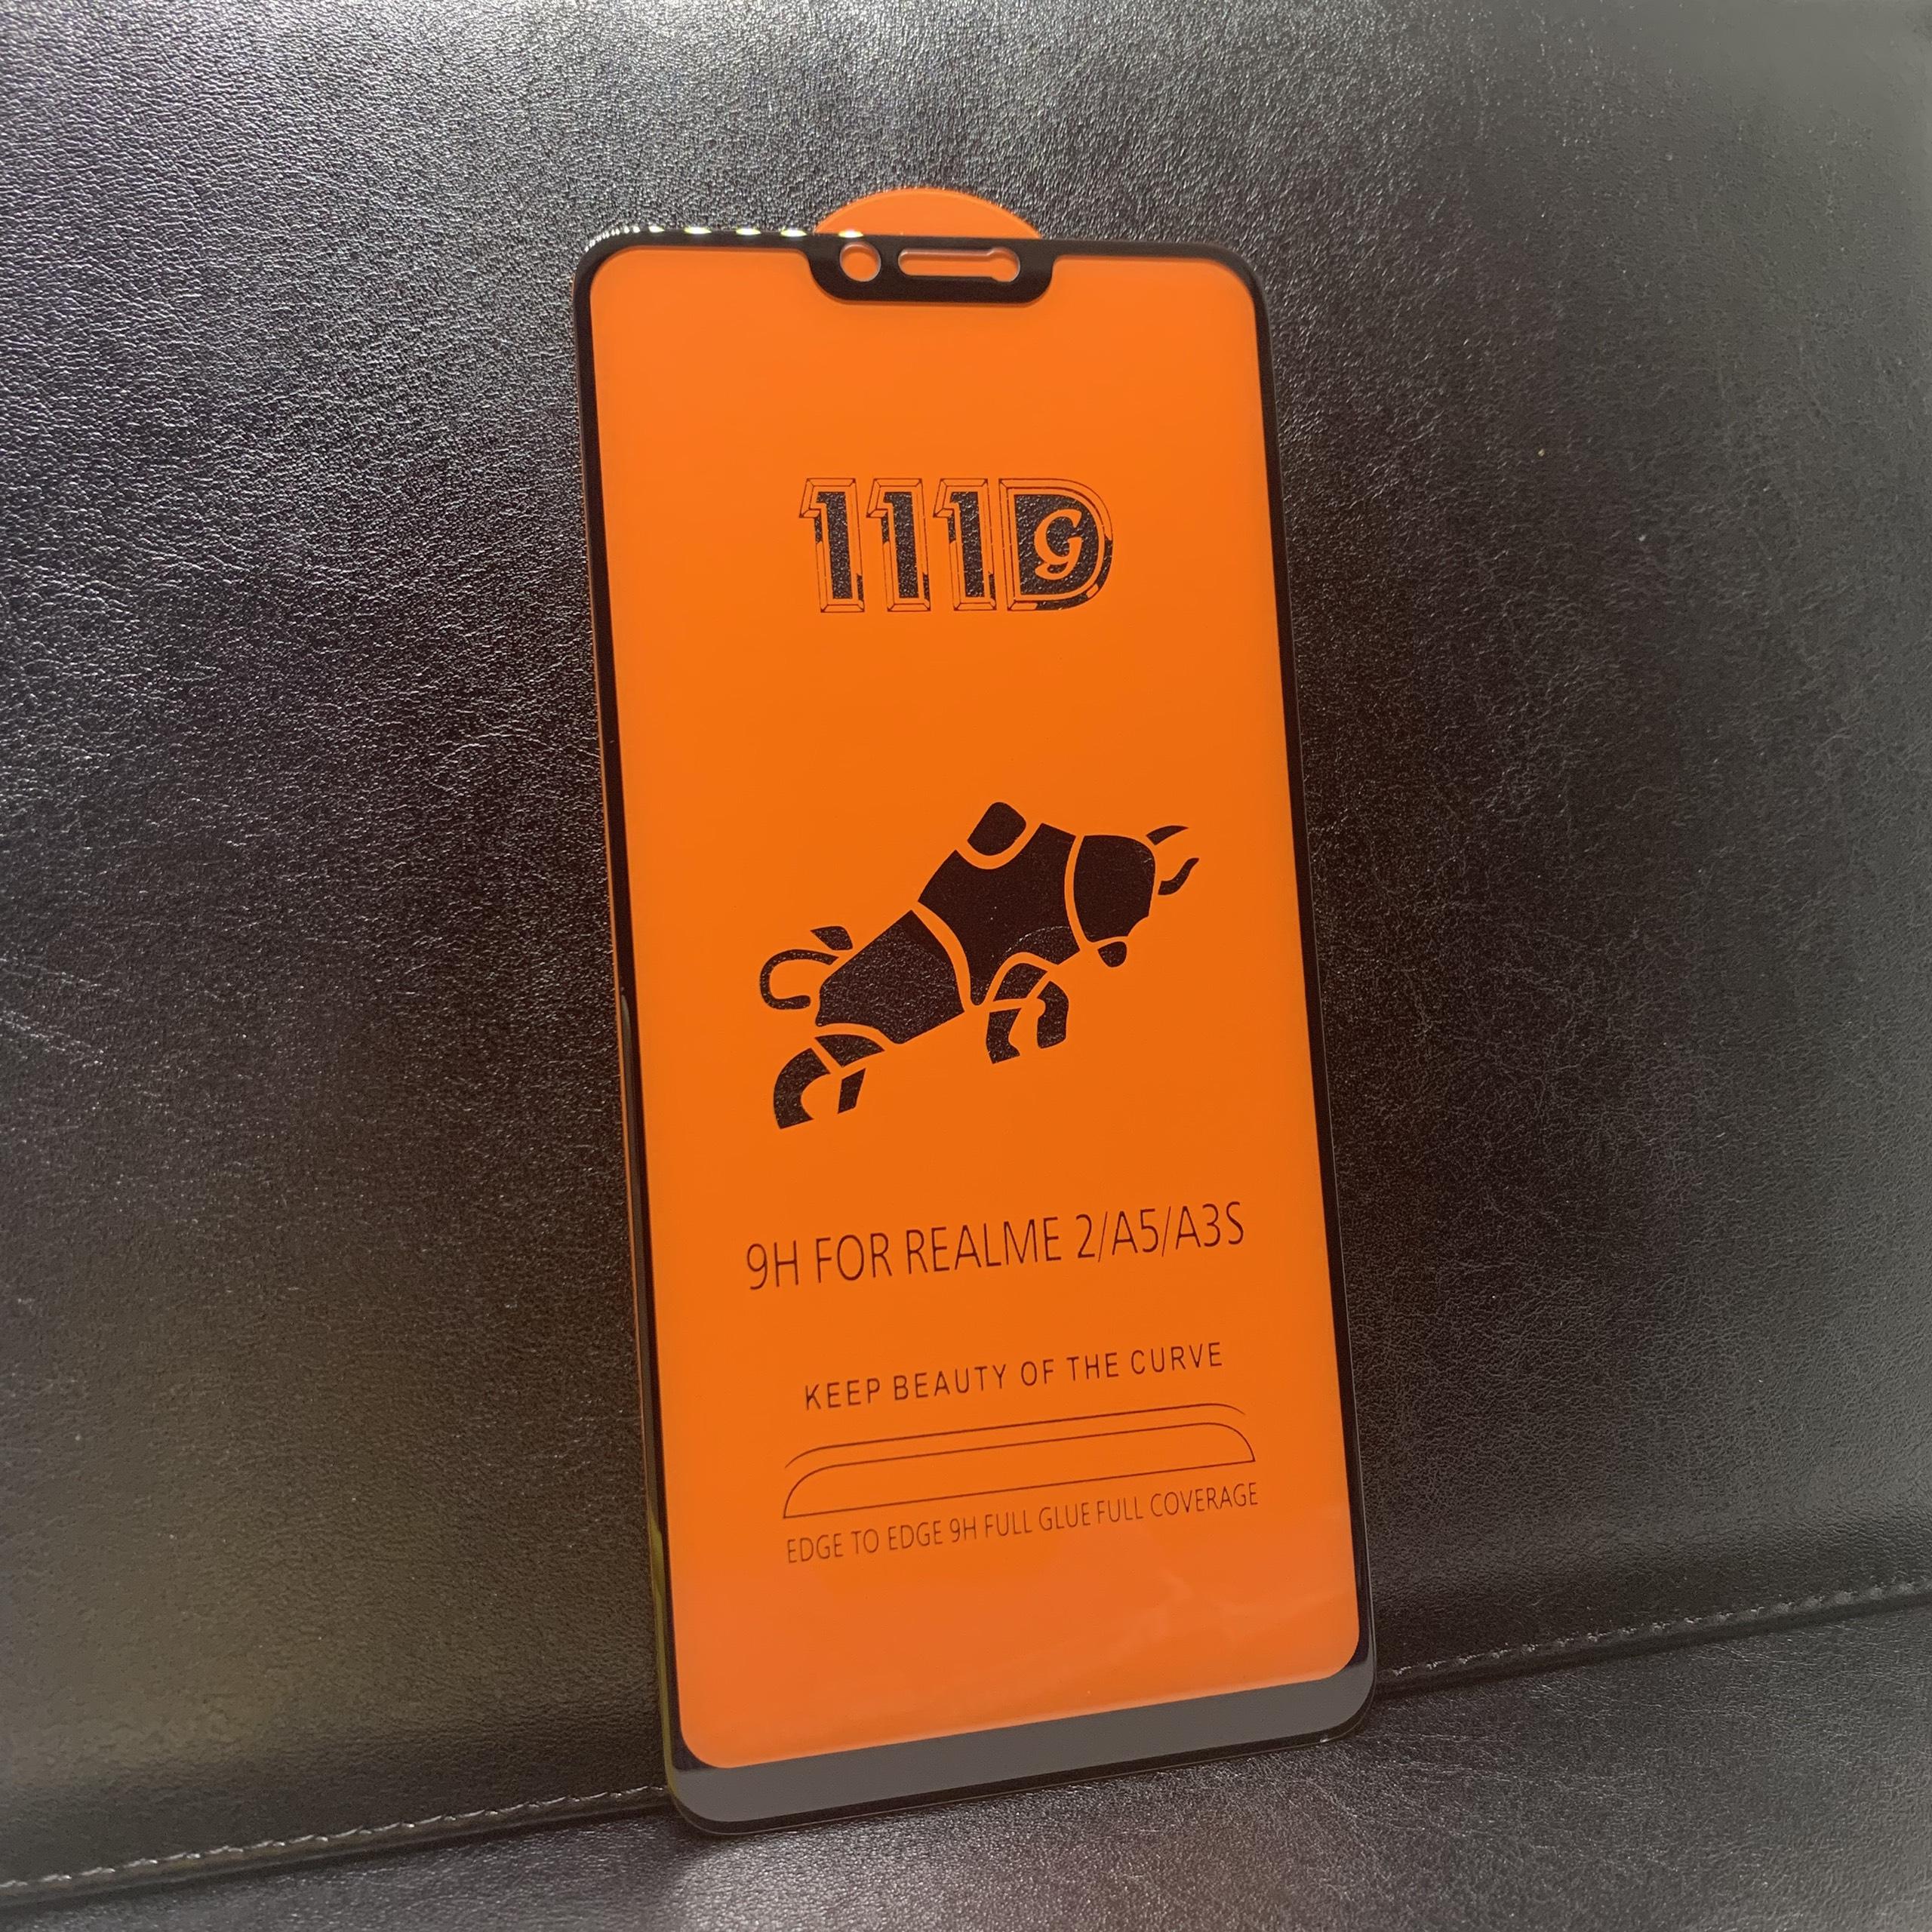 111D
G
9H FOR REALME 2/A5/A3S
KEEP BEAUTY OF THE CURVE
EDGE TO EDGE 9H FULL GLUE FULL COVERAGE